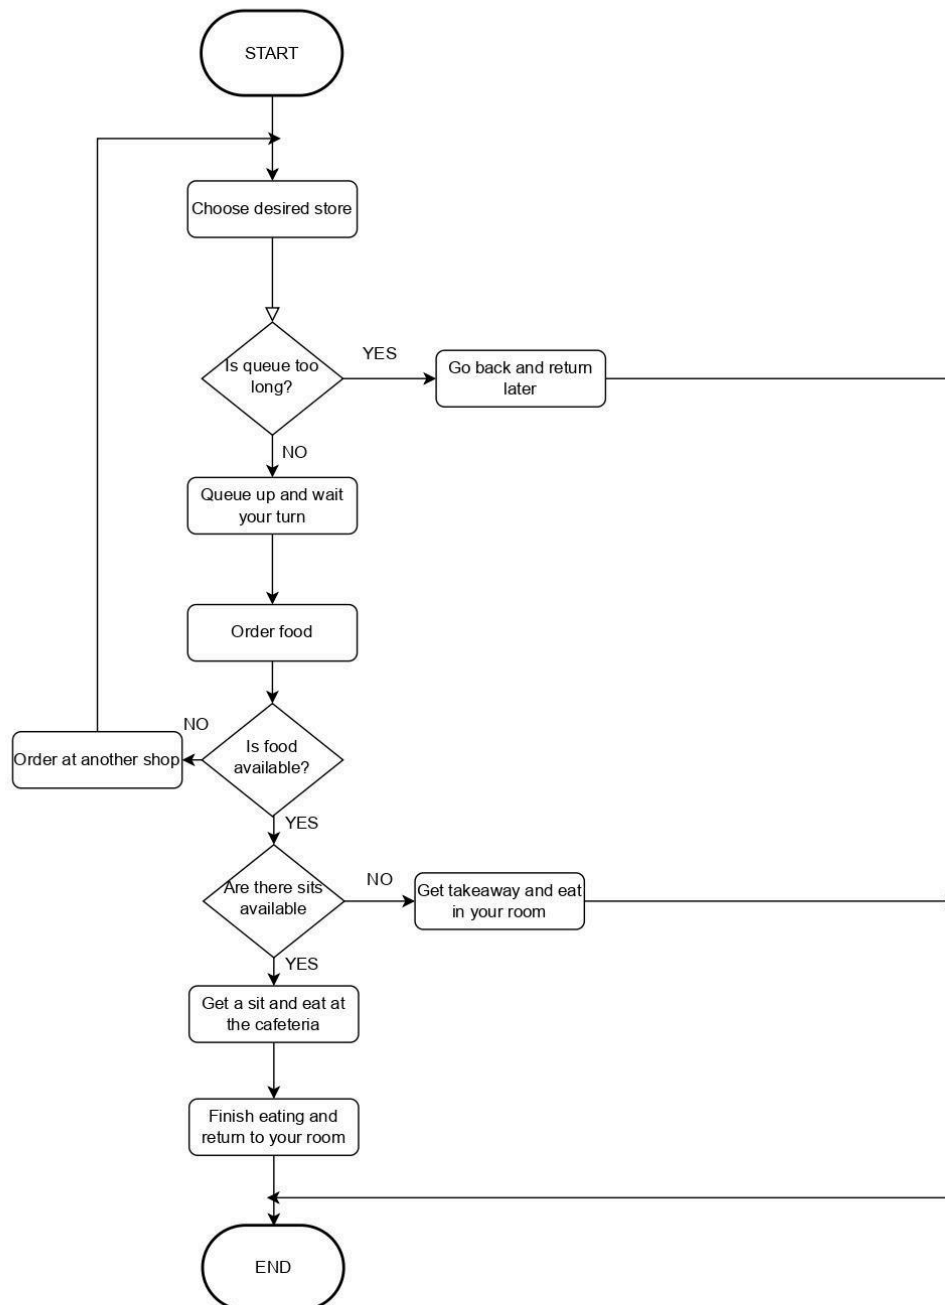 START
Choose desired store
Is queue too
long?
YES
Go back and return
later
NO
Queue up and wait
your turn
Order food
NO
Order at another shop
Is food
available?
YES
Are there sits
available
NO
Get takeaway and eat
in your room
YES
Get a sit and eat at
the cafeteria
Finish eating and
return to your room
END